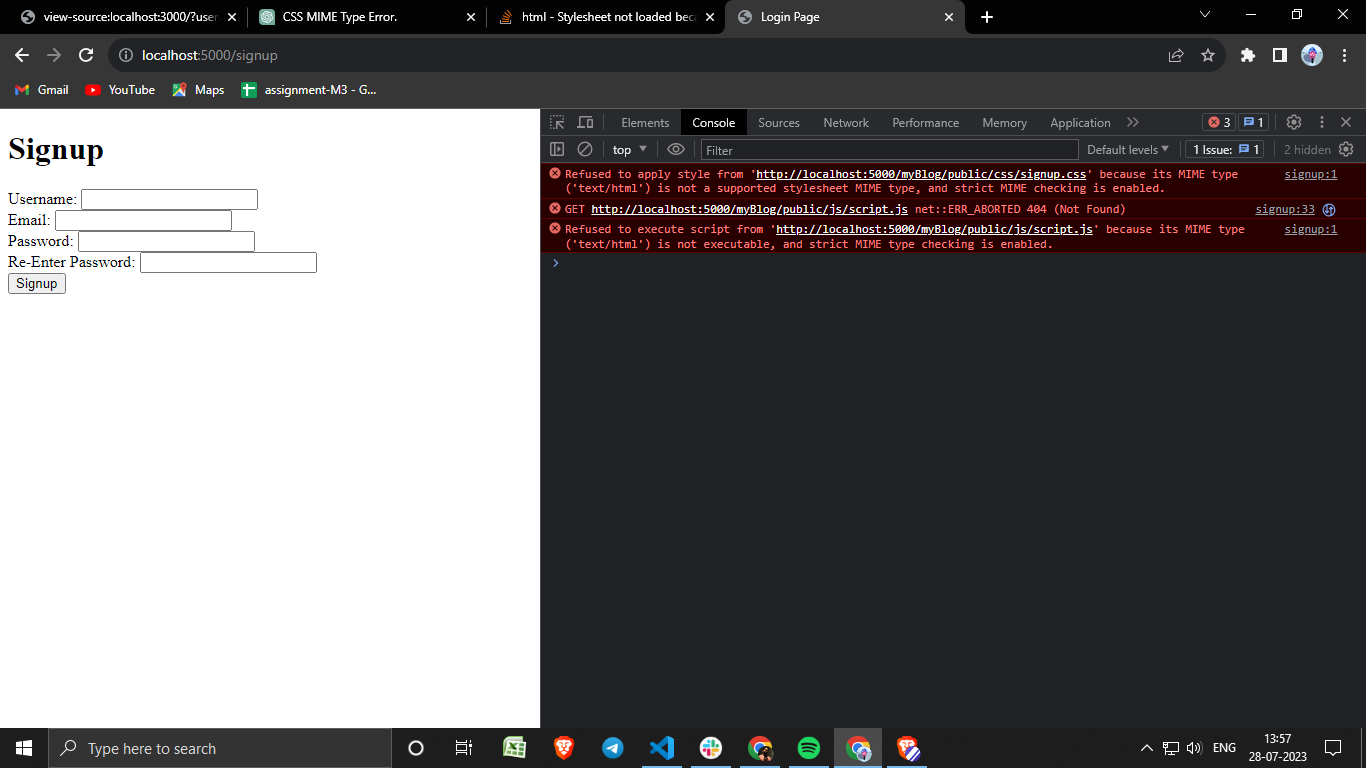 view-source:localhost:3000/?user
CSS MIME Type Error.
html - Stylesheet not loaded beca
Login Page
localhost:5000/signup
Gmail
YouTube
Maps
assignment-M3 - G...
Signup
Username:
Email:
Password:
Re-Enter Password:
Signup
Elements
Console
Sources
Network
Performance
Memory
Application
3
1
top
Filter
Default levels
1 Issue:
1
2 hidden
Refused to apply style from 'http://localhost:5000/myBlog/public/css/signup.css' because its MIME type
signup:1
('text/html') is not a supported stylesheet MIME type, and strict MIME checking is enabled.
GET http://localhost:5000/myBlog/public/js/script.js net::ERR_ABORTED 404 (Not Found)
signup:33
Refused to execute script from 'http://localhost:5000/myBlog/public/js/script.js' because its MIME type
signup:1
('text/html') is not executable, and strict MIME type checking is enabled.
Type here to search
ENG
13:57
28-07-2023